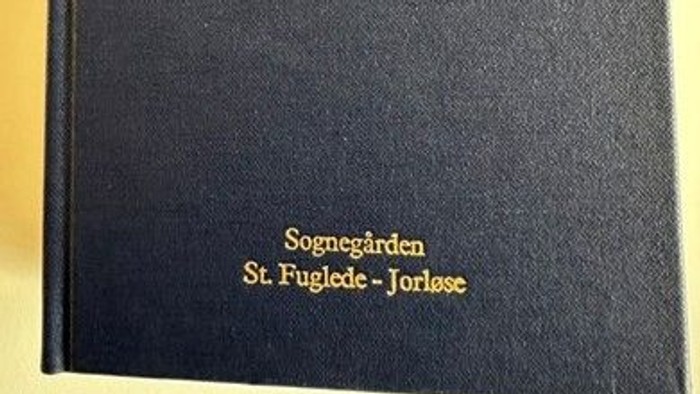 Sognegården
St. Fuglede - Jorløse